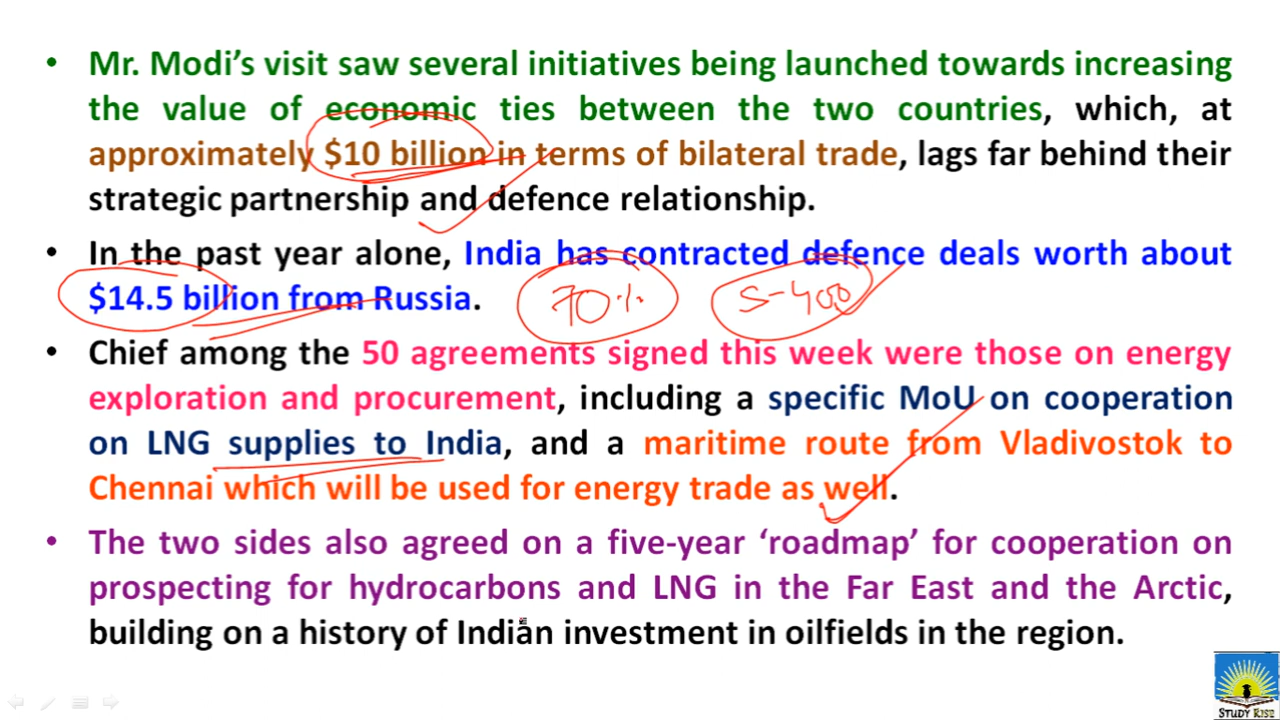 • Mr. Modi’s visit saw several initiatives being launched towards increasing
the value of economic ties between the two countries, which, at
approximately $10 billion in terms of bilateral trade, lags far behind their
strategic partnership and defence relationship.
• In the past year alone, India has contracted defence deals worth about
$14.5 billion from Russia.
70%
S-400
• Chief among the 50 agreements signed this week were those on energy
exploration and procurement, including a specific MoU on cooperation
on LNG supplies to India, and a maritime route from Vladivostok to
Chennai which will be used for energy trade as well.
• The two sides also agreed on a five-year ‘roadmap’ for cooperation on
prospecting for hydrocarbons and LNG in the Far East and the Arctic,
building on a history of Indian investment in oilfields in the region.
STUDY RISE